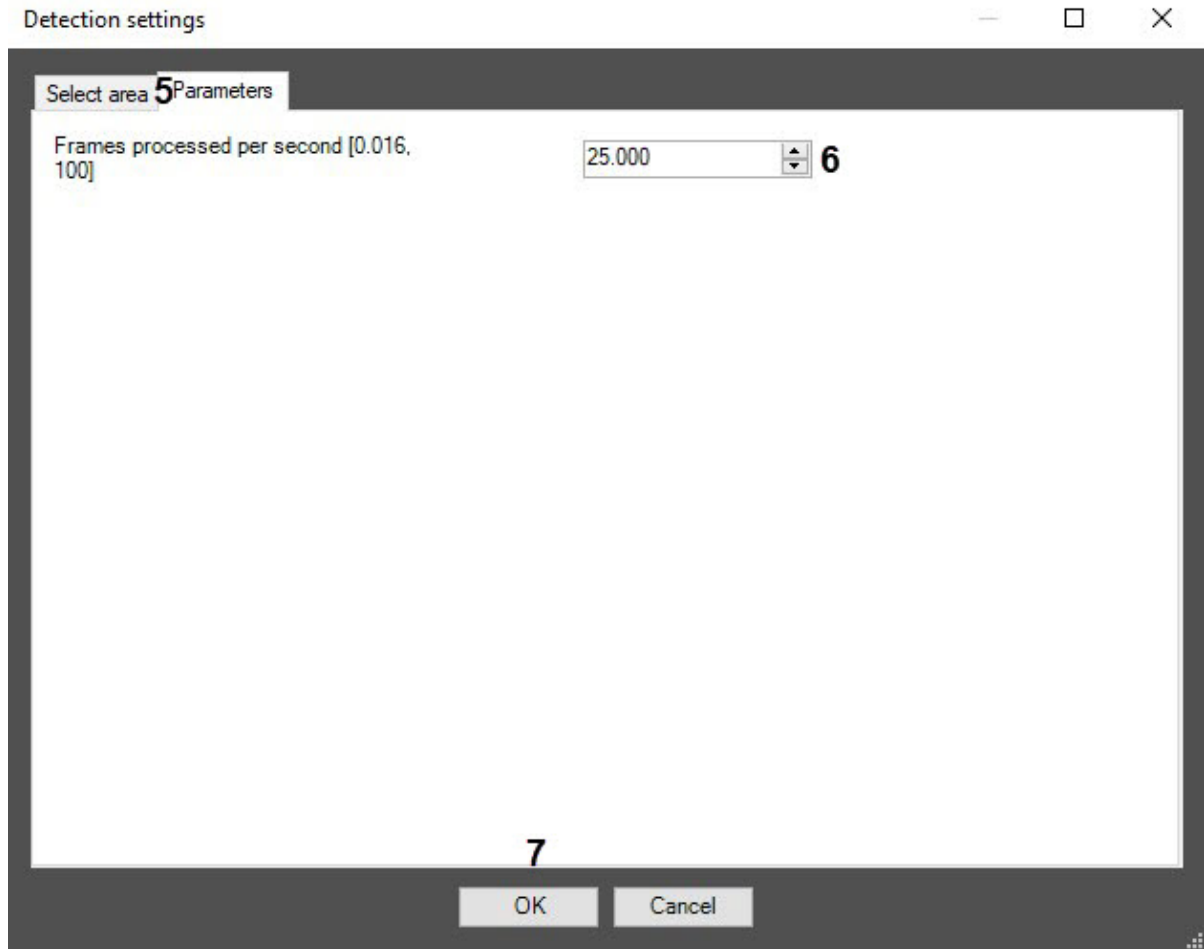 Detection settings
Select area 5 Parameters
Frames processed per second [0.016,
100]
25.000 6
7
OK Cancel